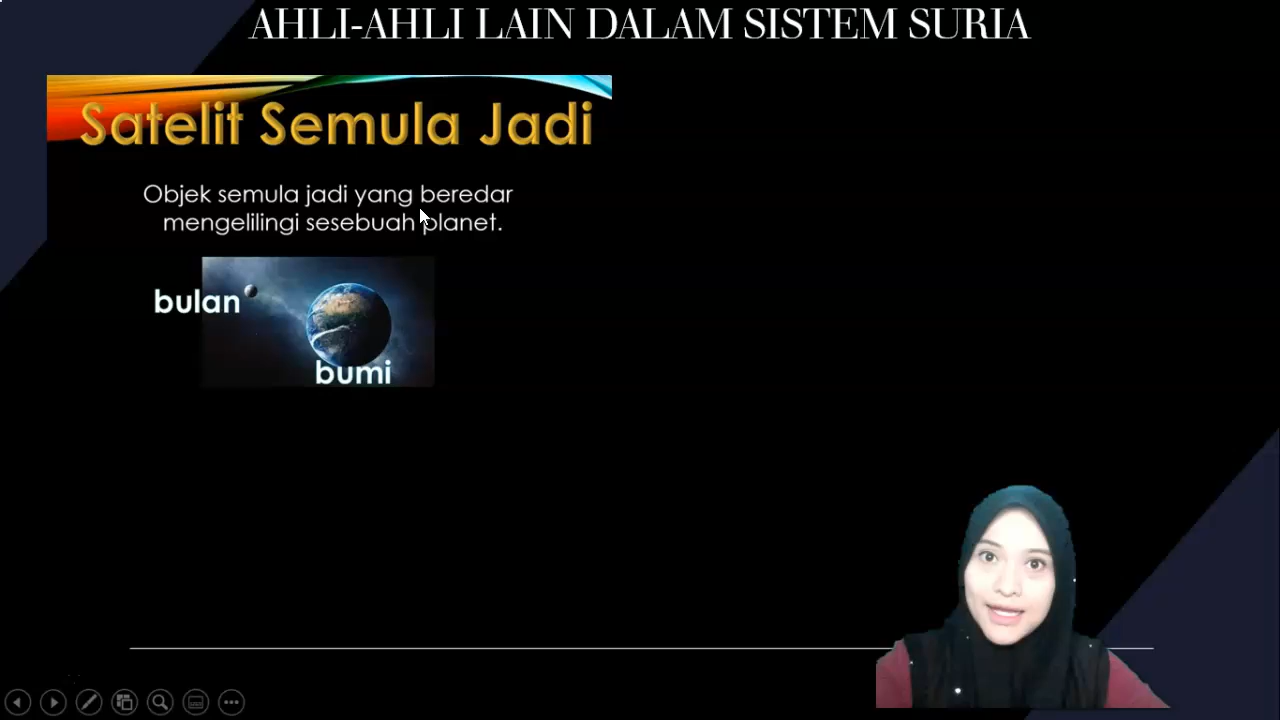 AHLI-AHLI LAIN DALAM SISTEM SURIA
Satelit Semula Jadi
Objek semula jadi yang beredar
mengelilingi sesebuah planet.
bulan
bumi